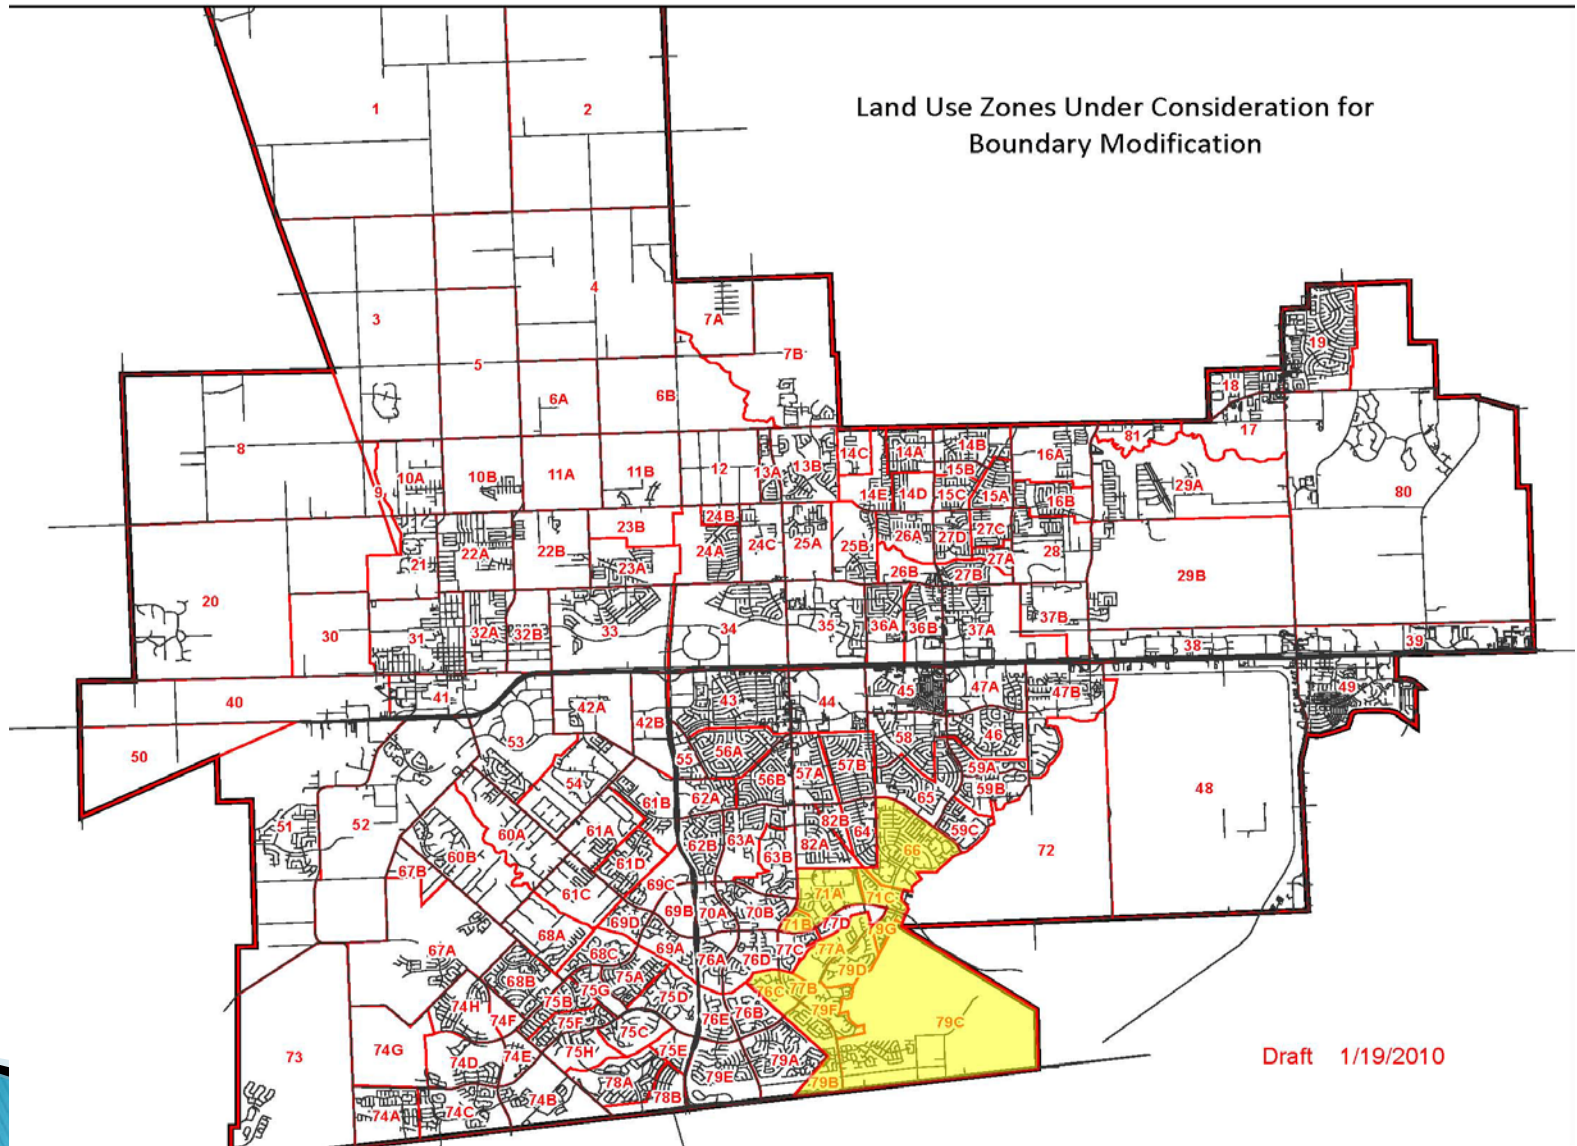 Land Use Zones Under Consideration for
Boundary Modification
1
2
3
4
5
7A
7B
6A
6B
8
19
18
17
81
80
9
10A
10B
11A
11B
12
13A
13B
14C
14A
14B
15B
16A
14E
14D
15C
15A
16B
29A
21
22A
22B
23B
23A
24B
24A
24C
25A
25B
26A
26B
27D
27C
27A
27B
28
29B
20
30
31
32A
32B
33
34
35
36A
36B
37A
37B
38
39
40
41
42A
42B
43
44
45
47A
47B
49
50
53
54
55
56A
56B
57A
57B
58
46
59A
59B
48
51
52
60A
60B
61B
61A
61D
61C
62A
62B
63A
63B
82B
82A
64
65
59C
66
72
67B
67A
68A
68B
68C
69C
69B
69D
69A
70A
70B
71A
71B
71C
77D
79G
77A
79D
77C
76D
76A
76C
77B
79F
79C
73
74H
74F
74G
74D
74E
75B
75G
75A
75D
75F
75C
75H
75E
76E
76B
79A
79E
79B
78A
78B
74A
74C
74B
Draft 1/19/2010